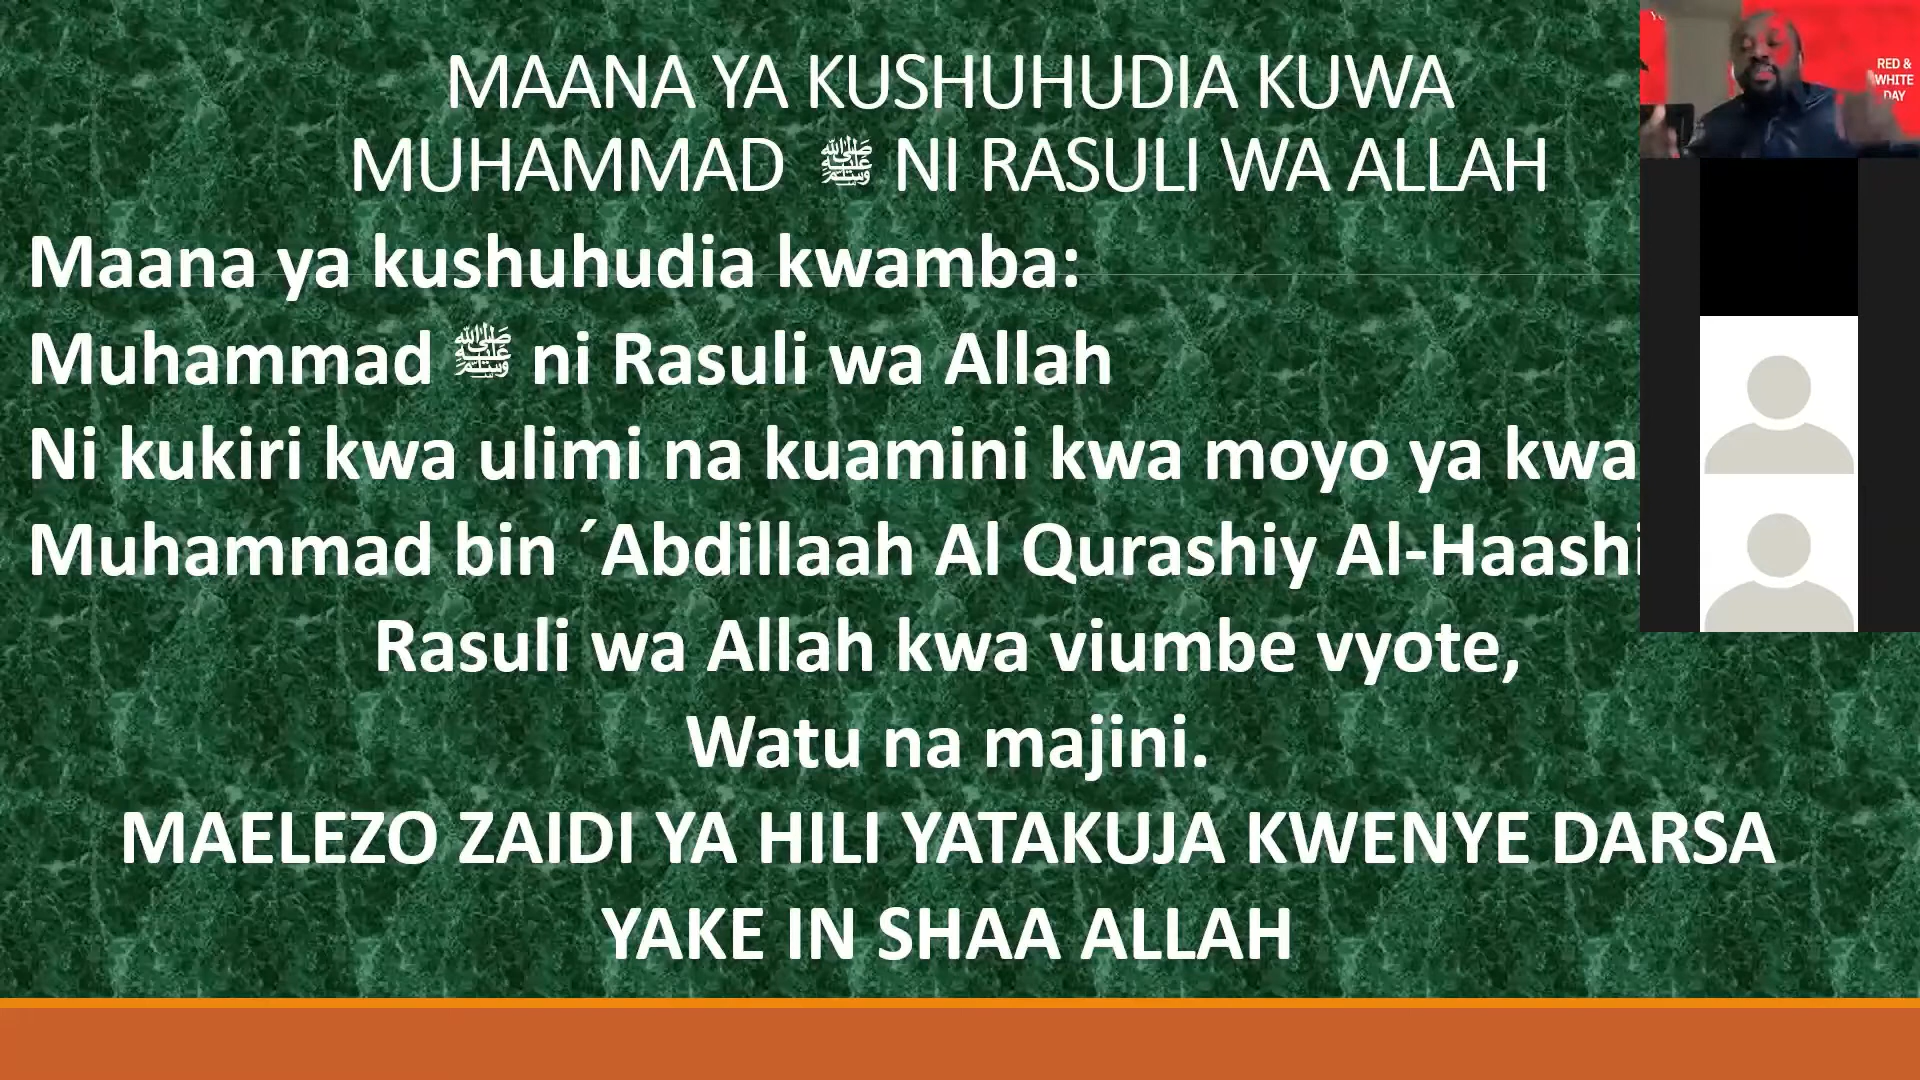 MAANA YA KUSHUHUDIA KUWA
MUHAMMAD ﷺ NI RASULI WA ALLAH
Maana ya kushuhudia kwamba:
Muhammad ﷺ ni Rasuli wa Allah
Ni kukiri kwa ulimi na kuamini kwa moyo ya kwa
Muhammad bin ´Abdillaah Al Qurashiy Al-Haashi
Rasuli wa Allah kwa viumbe vyote,
Watu na majini.
MAELEZO ZAIDI YA HILI YATAKUJA KWENYE DARSA
YAKE IN SHAA ALLAH
RED &
WHITE
DAY